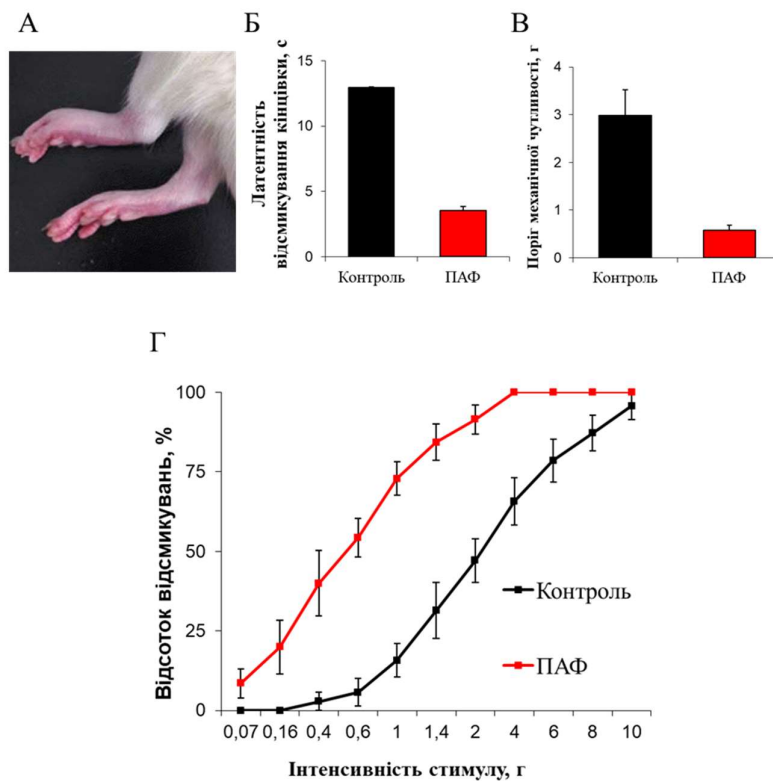 А
Б
В
Латентність
відсмикування кінцівки, с
15
10
5
0
Контроль
ПАФ
Поріг механічної чутливості, г
4
3
2
1
0
Контроль
ПАФ
Г
Відсоток відсмикувань, %
100
75
50
25
0
Контроль
ПАФ
0,07 0,16 0,4 0,6 1 1,4 2 4 6 8 10
Інтенсивність стимулу, г